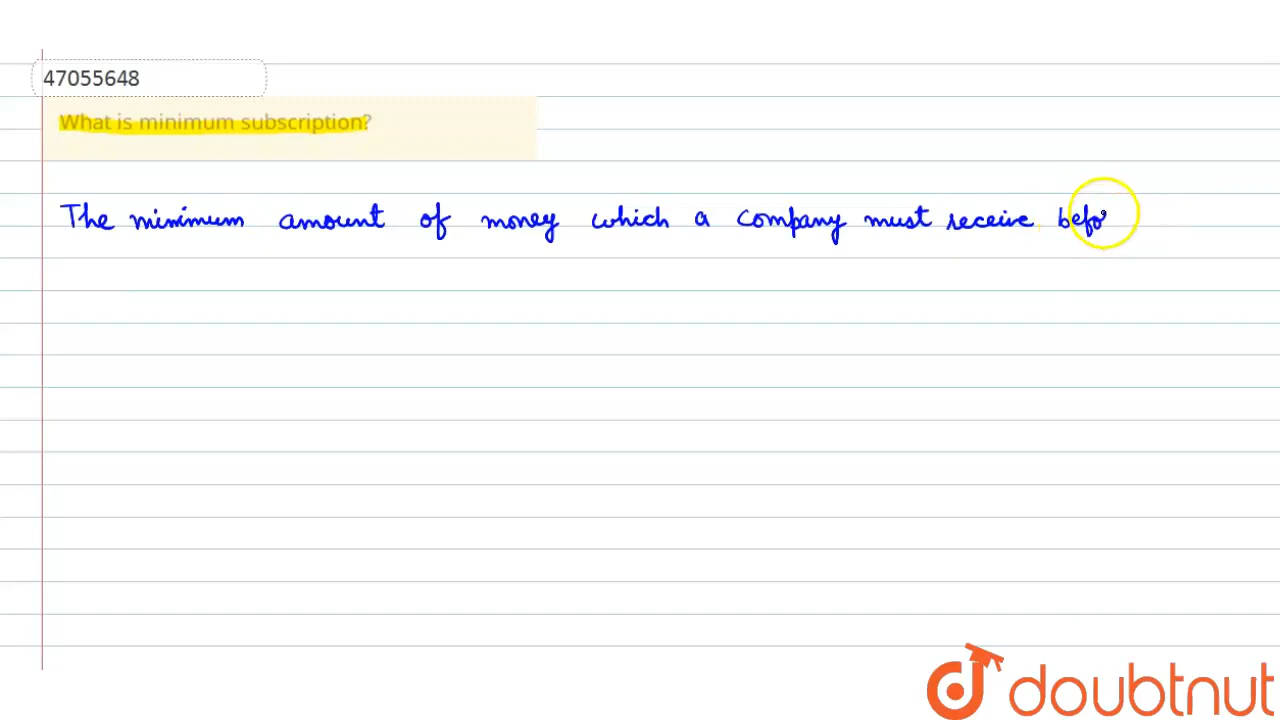 47055648
What is minimum subscription?
The minimum amount of money which a company must receive befo
doubtnut